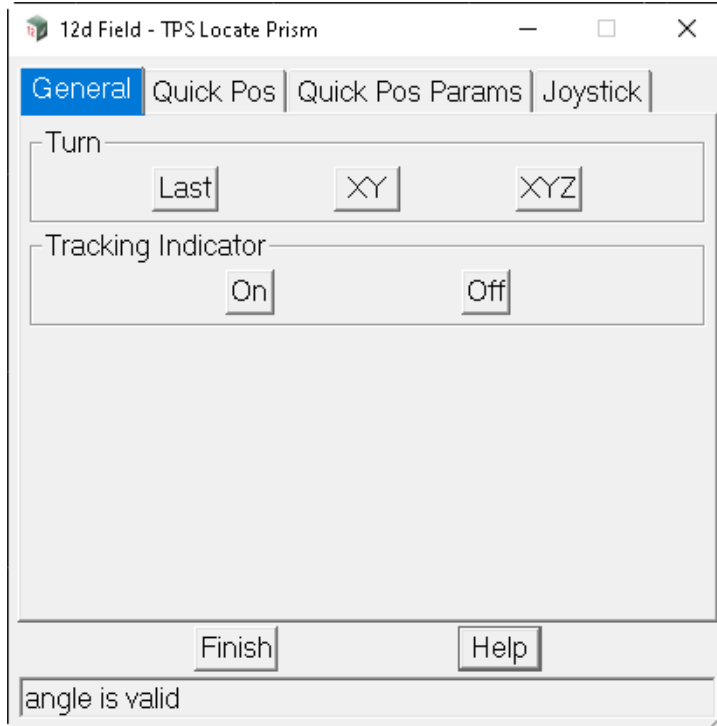 12d Field - TPS Locate Prism
General Quick Pos Quick Pos Params Joystick
Turn
Last XY XYZ
Tracking Indicator
On Off
Finish Help
angle is valid